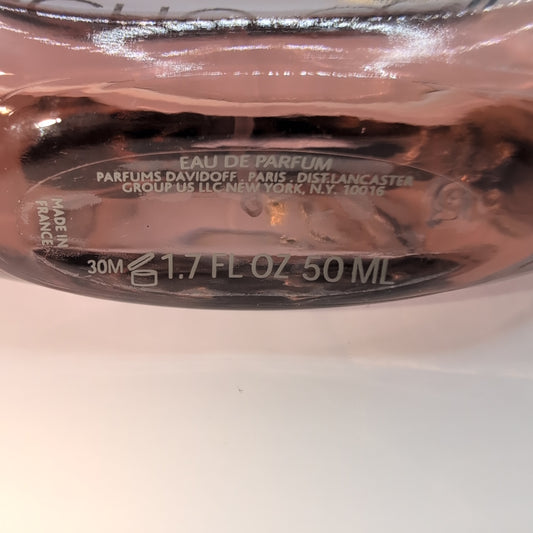 EAU DE PARFUM
PARFUMS DAVIDOFF . PARIS . DIST.LANCASTER
GROUP US LLC NEW YORK, N.Y. 10016
MADE IN
FRANCE
30M 1.7 FL OZ 50 ML